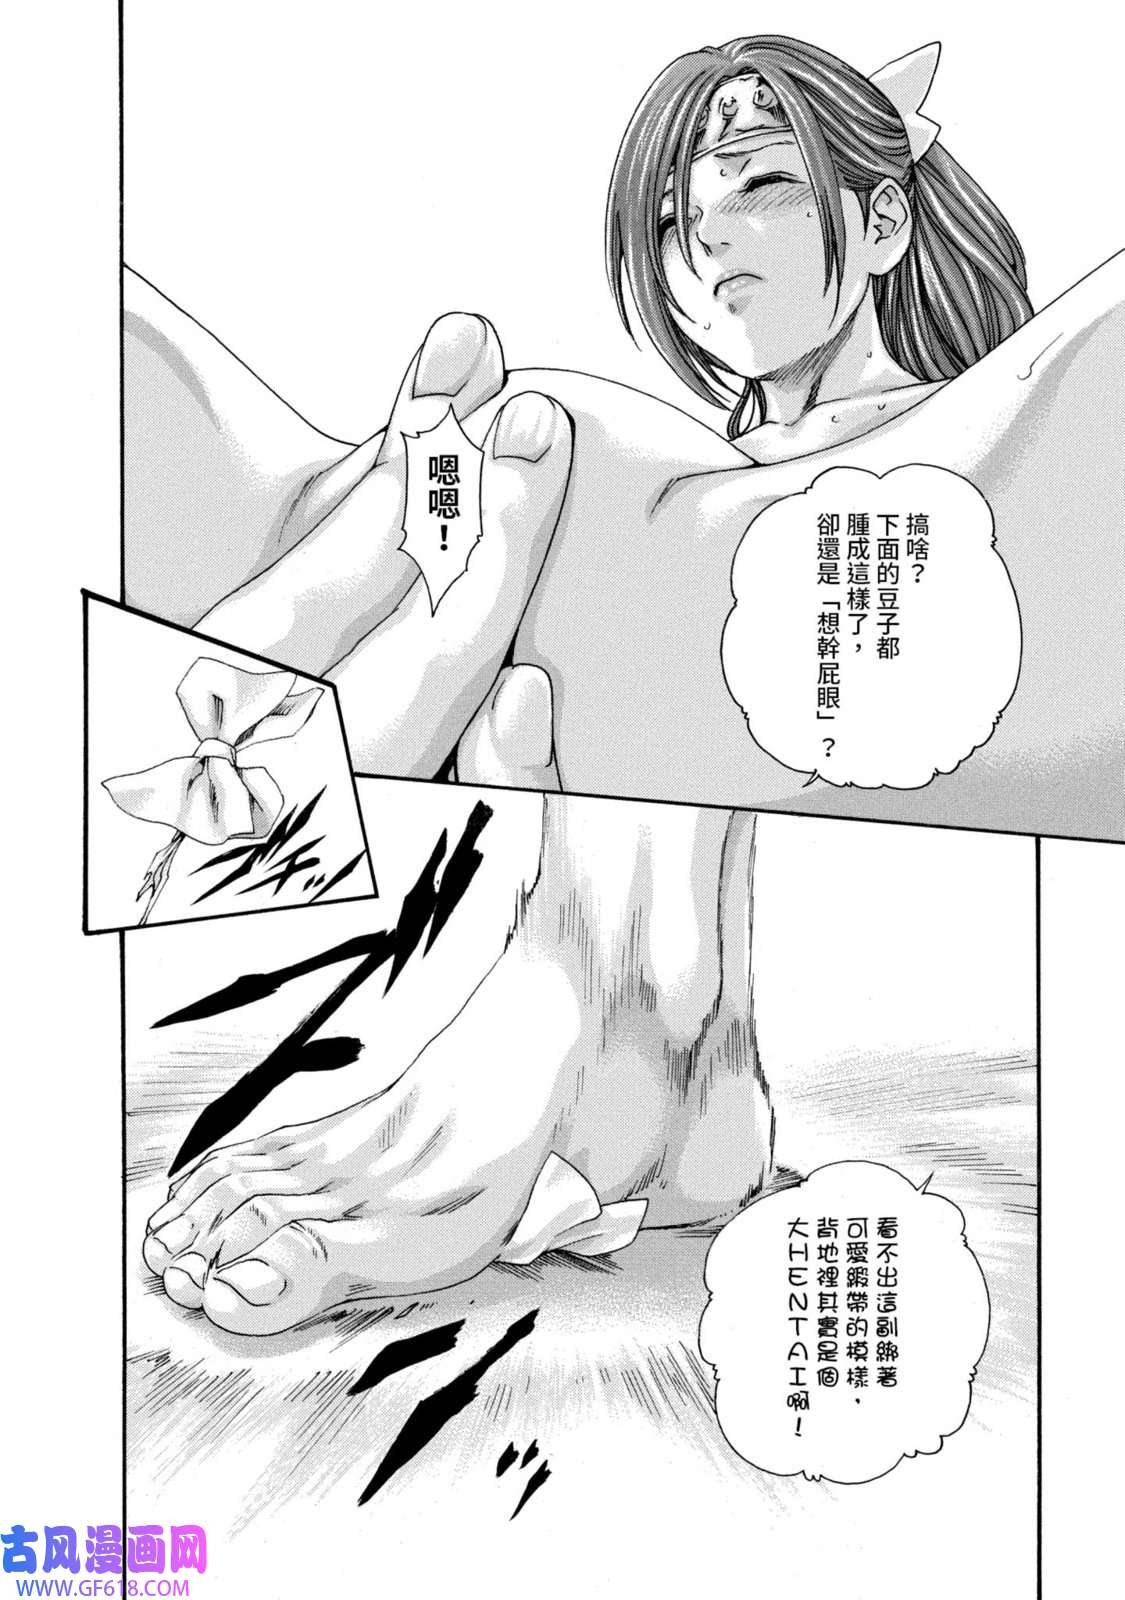 搞啥？
下面的豆子都
腫成這樣了，
卻還是「想幹屁眼」？
嗯嗯！
看不出這副綁著
可愛緞帶的模樣，
背地裡其實是個
大HENTAI啊！
古风漫画网
WWW.GF618.COM